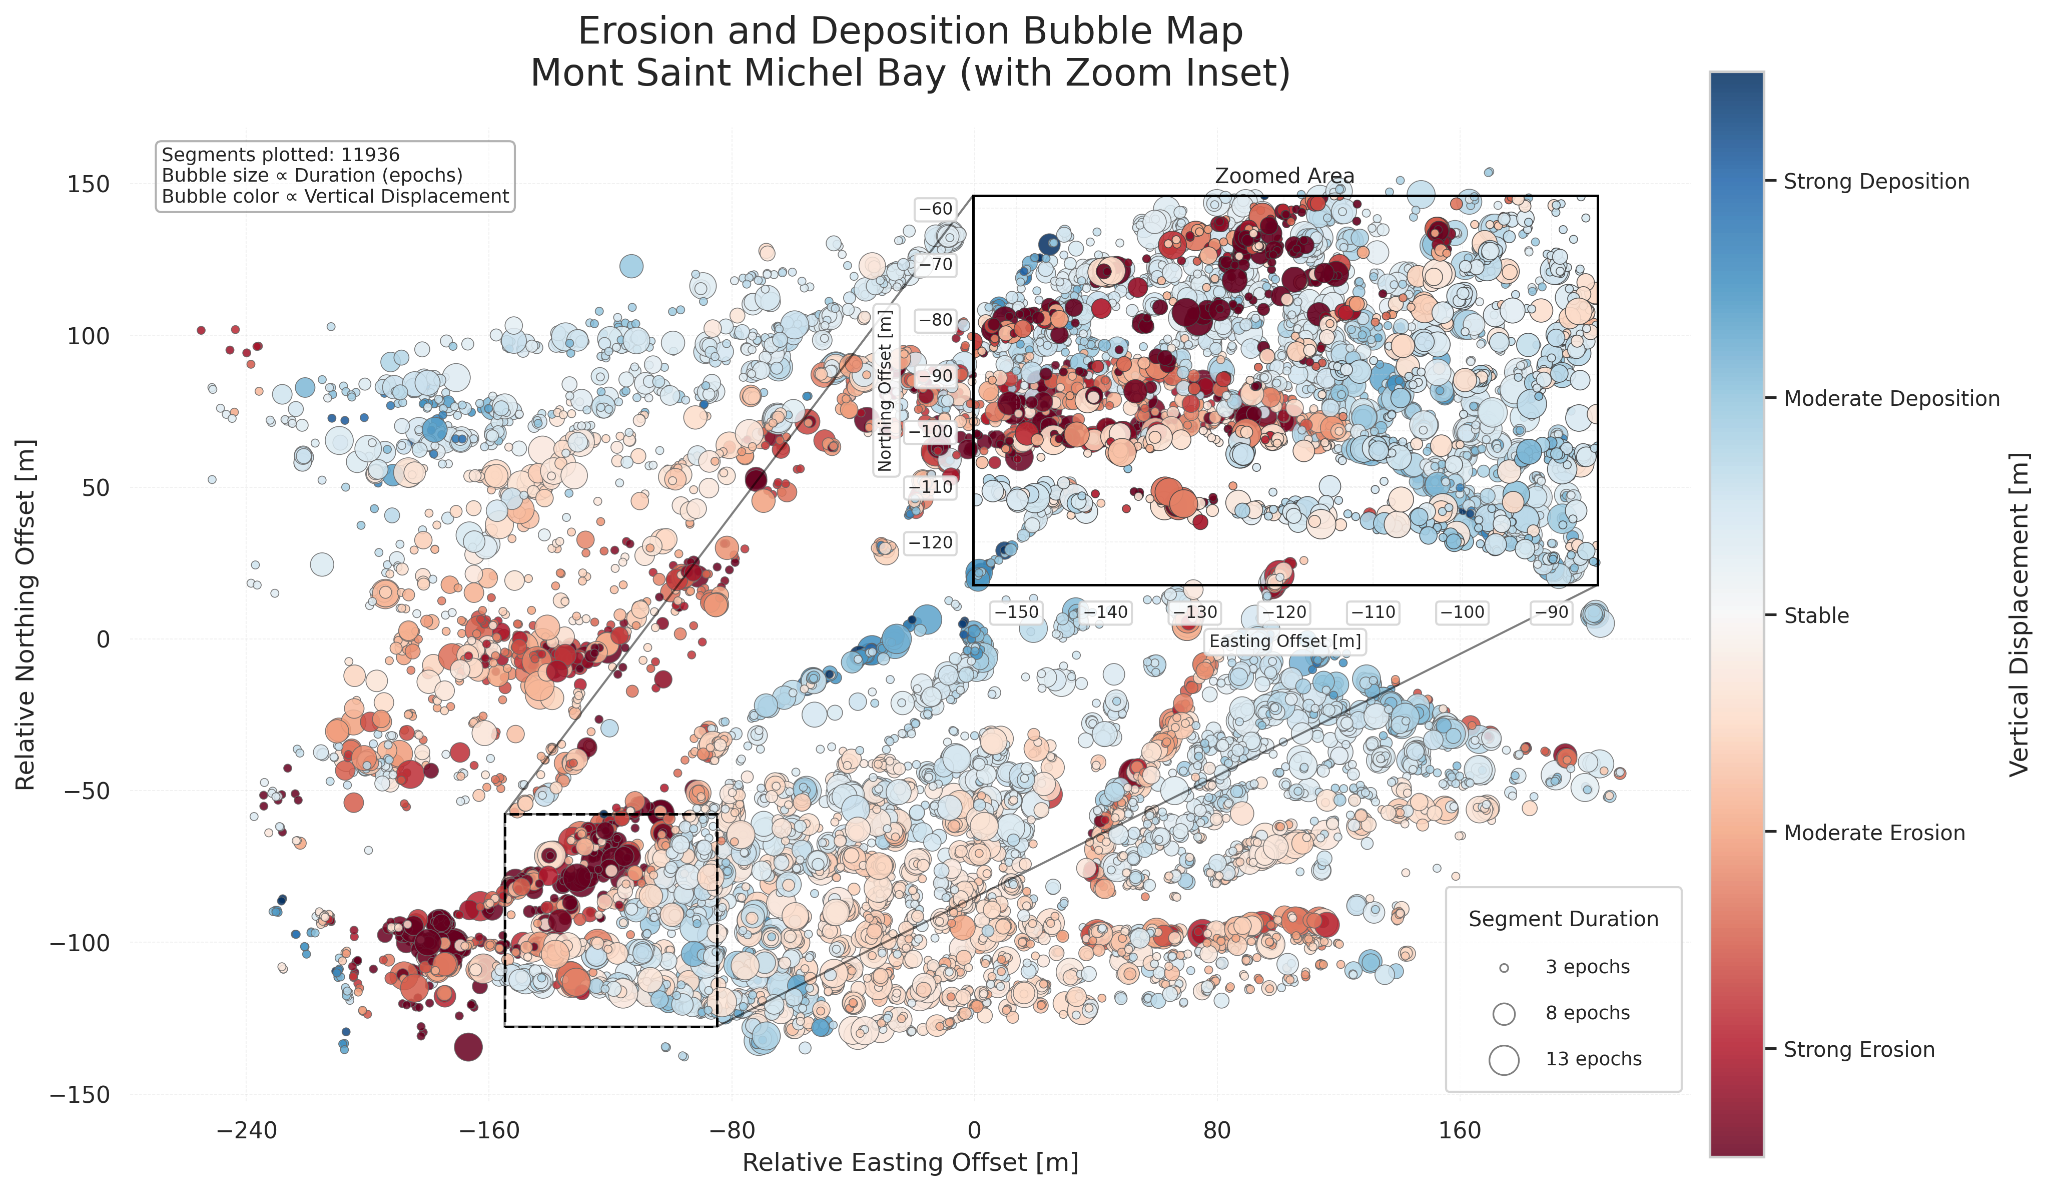 Erosion and Deposition Bubble Map
Mont Saint Michel Bay (with Zoom Inset)
Segments plotted: 11936
Bubble size ∝ Duration (epochs)
Bubble color ∝ Vertical Displacement
Relative Northing Offset [m]
150
100
50
0
−50
−100
−150
−240
−160
−80
0
80
160
Relative Easting Offset [m]
Zoomed Area
Northing Offset [m]
−60
−70
−80
−90
−100
−110
−120
−150
−140
−130
−120
−110
−100
−90
Easting Offset [m]
Segment Duration
3 epochs
8 epochs
13 epochs
Strong Deposition
Moderate Deposition
Stable
Moderate Erosion
Strong Erosion
Vertical Displacement [m]